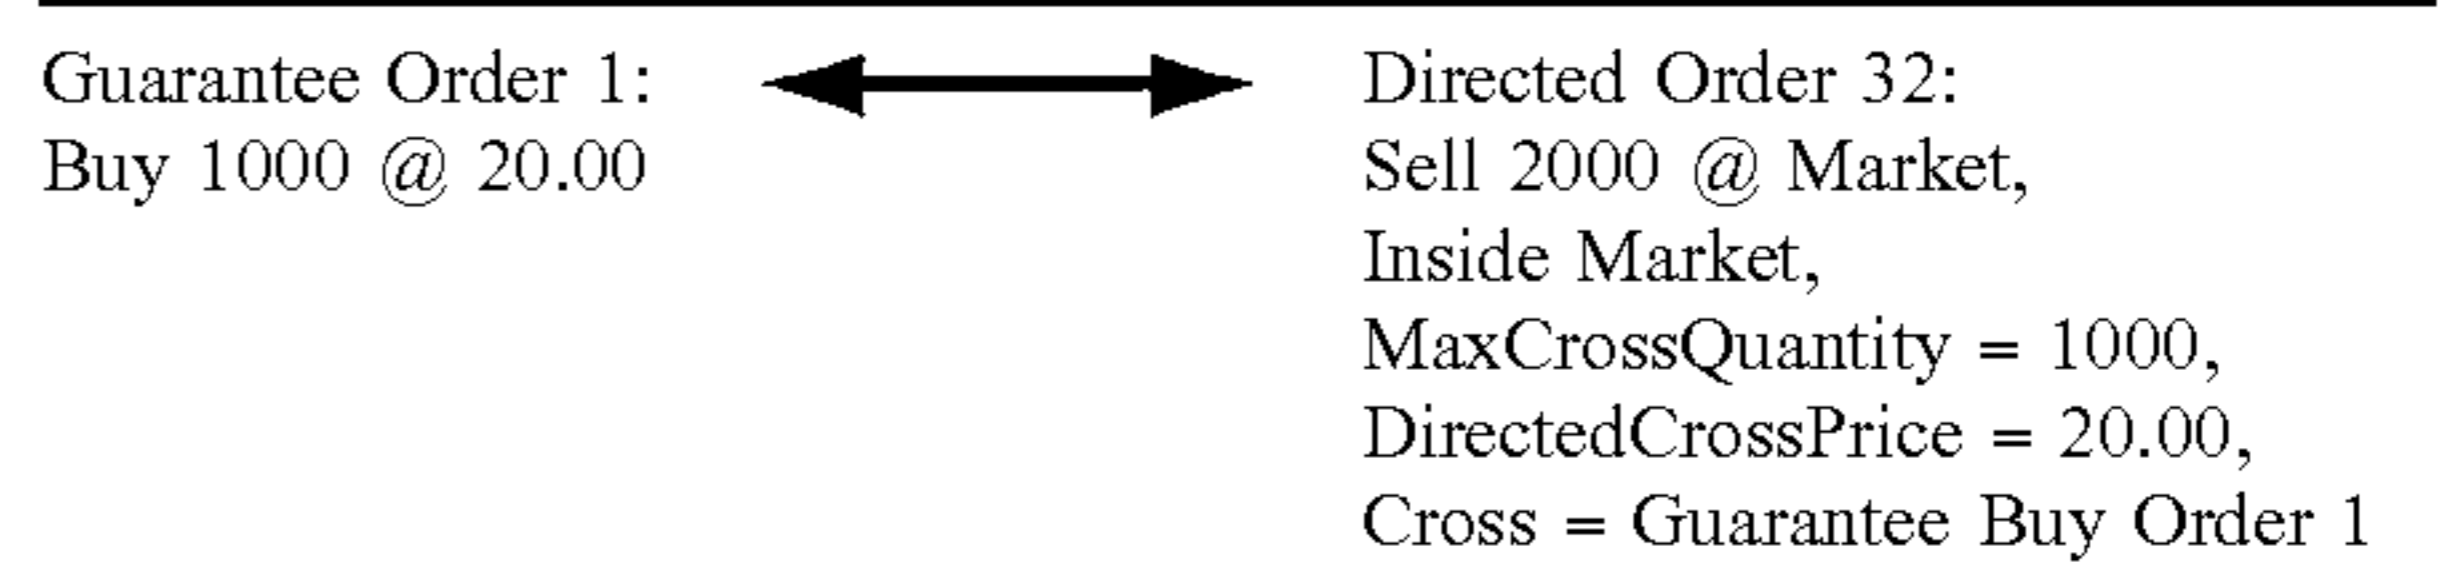 Guarantee Order 1:
Buy 1000 @ 20.00
Directed Order 32:
Sell 2000 @ Market,
Inside Market,
MaxCrossQuantity = 1000,
DirectedCrossPrice = 20.00,
Cross = Guarantee Buy Order 1